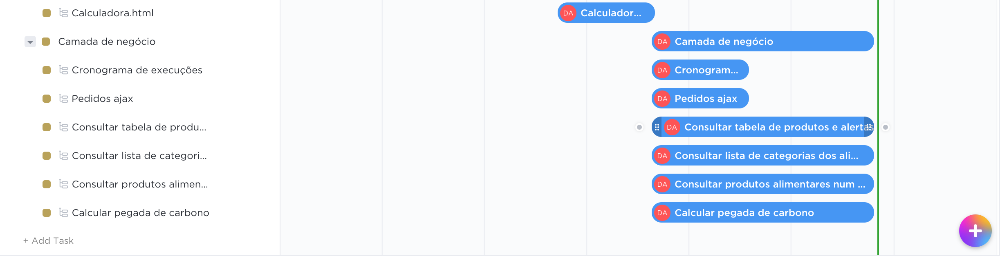 Calculadora.html
DA Calculador...
Camada de negócio
DA Camada de negócio
Cronograma de execuções
DA Cronogram...
Pedidos ajax
DA Pedidos ajax
Consultar tabela de produ...
DA Consultar tabela de produtos e alertas
Consultar lista de categori...
DA Consultar lista de categorias dos ali...
Consultar produtos alimen...
DA Consultar produtos alimentares num ...
Calcular pegada de carbono
DA Calcular pegada de carbono
+ Add Task